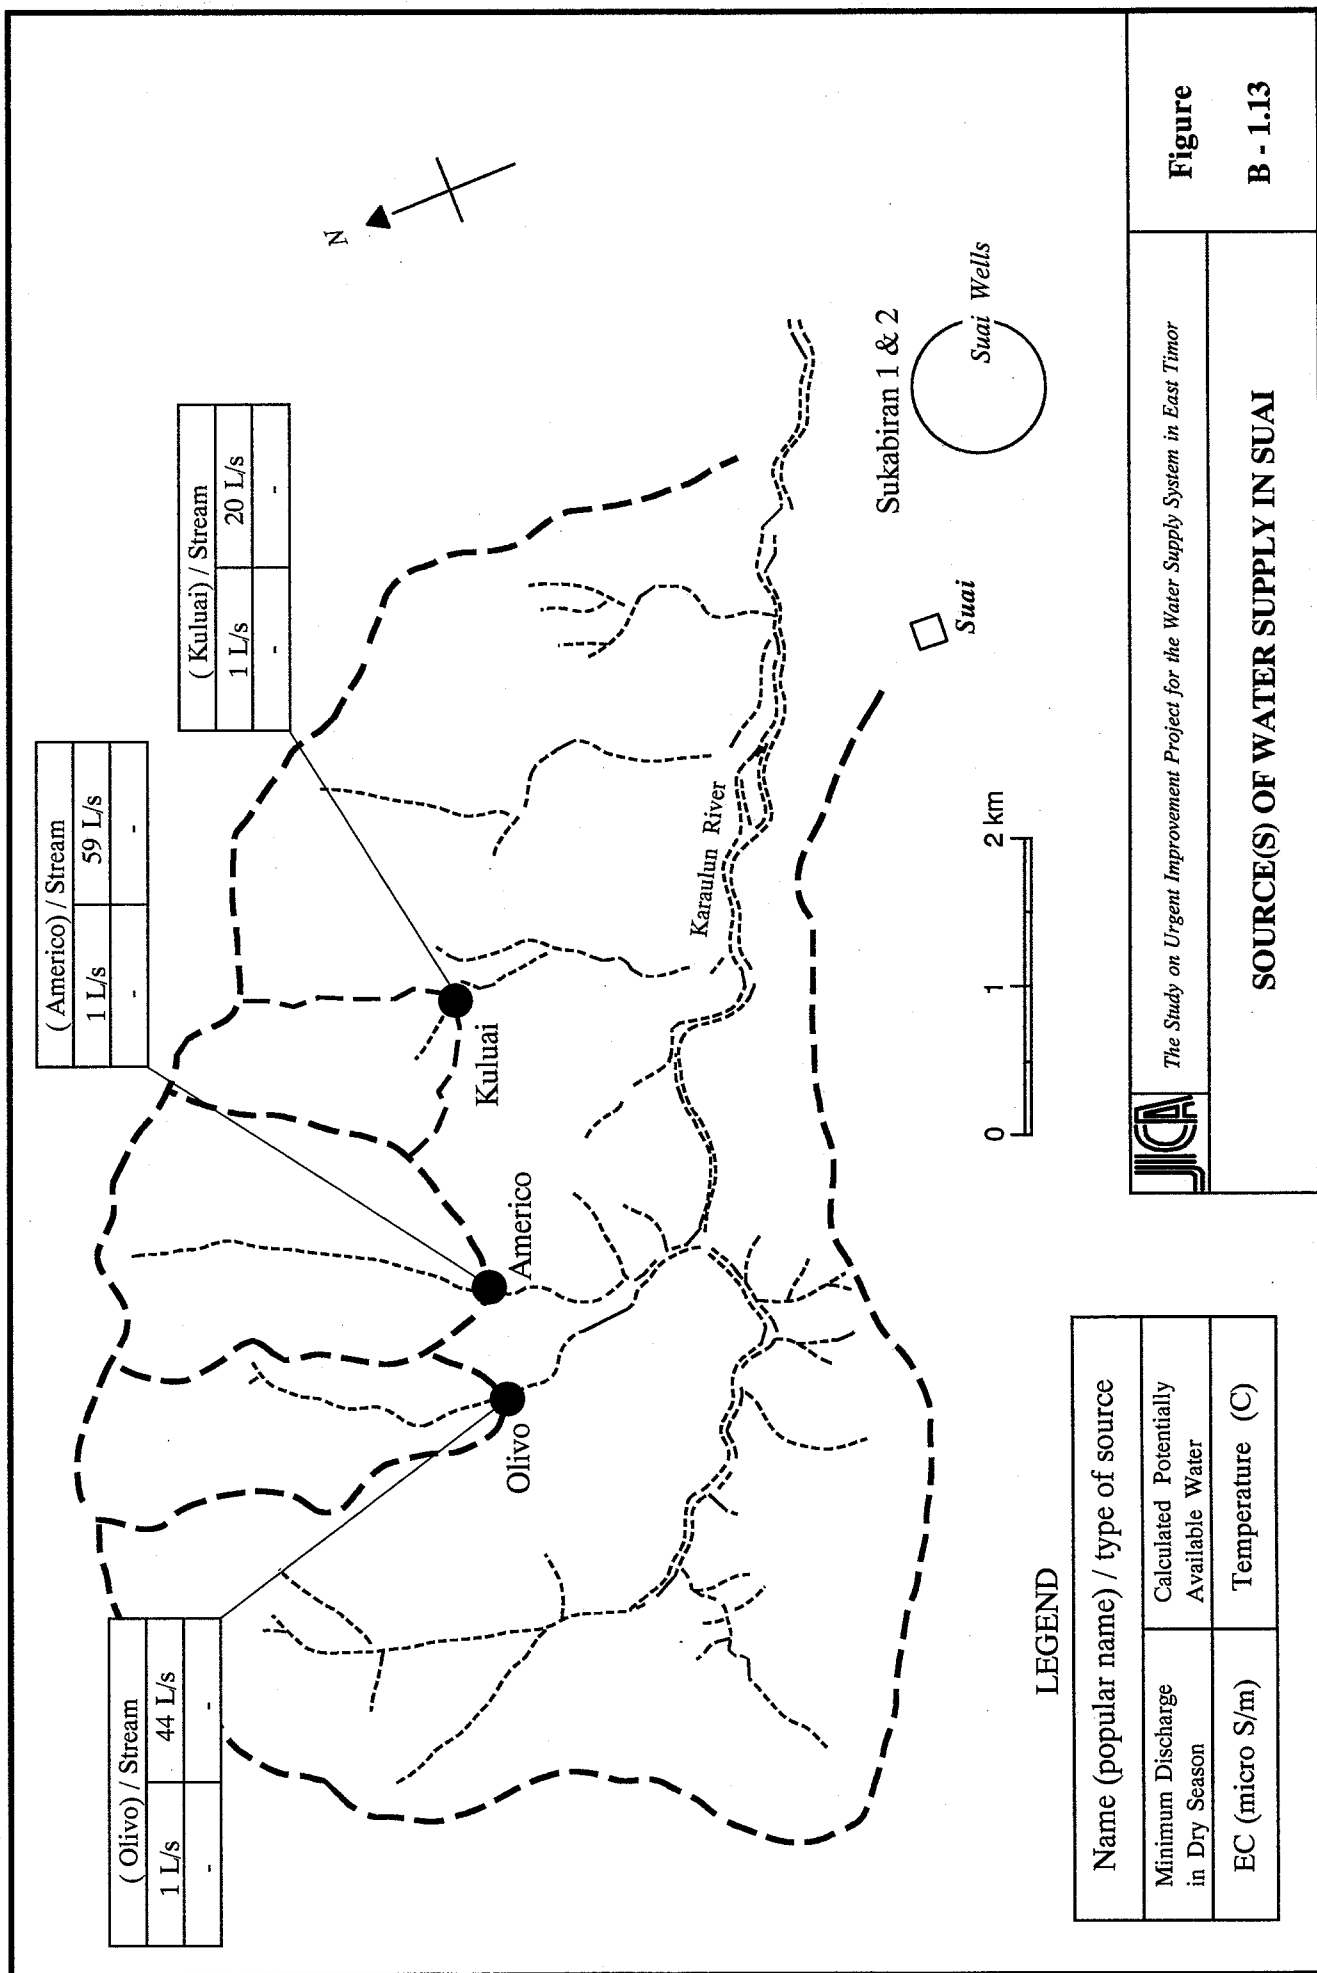 ( Olivo) / Stream
1 L/s 44 L/s
- -
( Americo) / Stream
1 L/s 59 L/s
- -
( Kuluai) / Stream
1 L/s 20 L/s
- -
N
Olivo
Americo
Kuluai
Karaulun River
Suai
Sukabiran 1 & 2
Suai Wells
0 1 2 km
LEGEND
Name (popular name) / type of source
Minimum Discharge
in Dry Season
Calculated Potentially
Available Water
EC (micro S/m)
Temperature (C)
JICA
The Study on Urgent Improvement Project for the Water Supply System in East Timor
SOURCE(S) OF WATER SUPPLY IN SUAI
Figure
B - 1.13